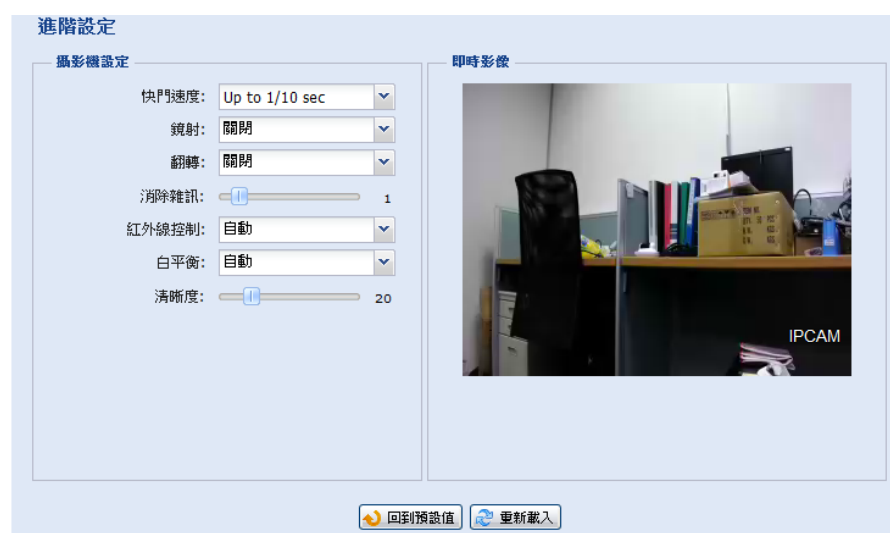 進階設定
攝影機設定
快門速度: Up to 1/10 sec
鏡射: 關閉
翻轉: 關閉
消除雜訊: 1
紅外線控制: 自動
白平衡: 自動
清晰度: 20
即時影像
IPCAM
回到預設值 重新載入